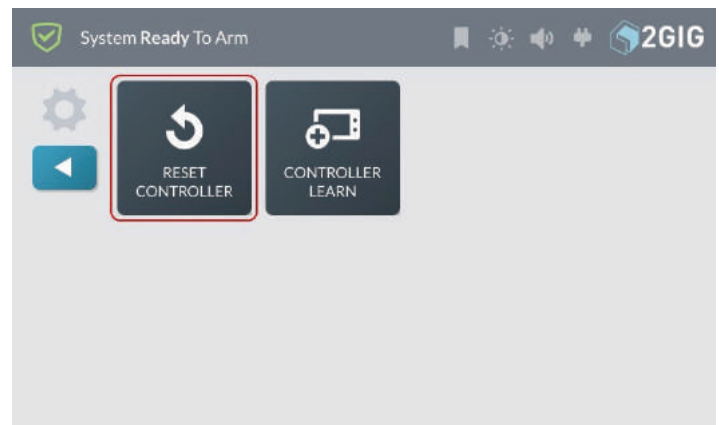 System Ready To Arm
2GIG
RESET
CONTROLLER
CONTROLLER
LEARN